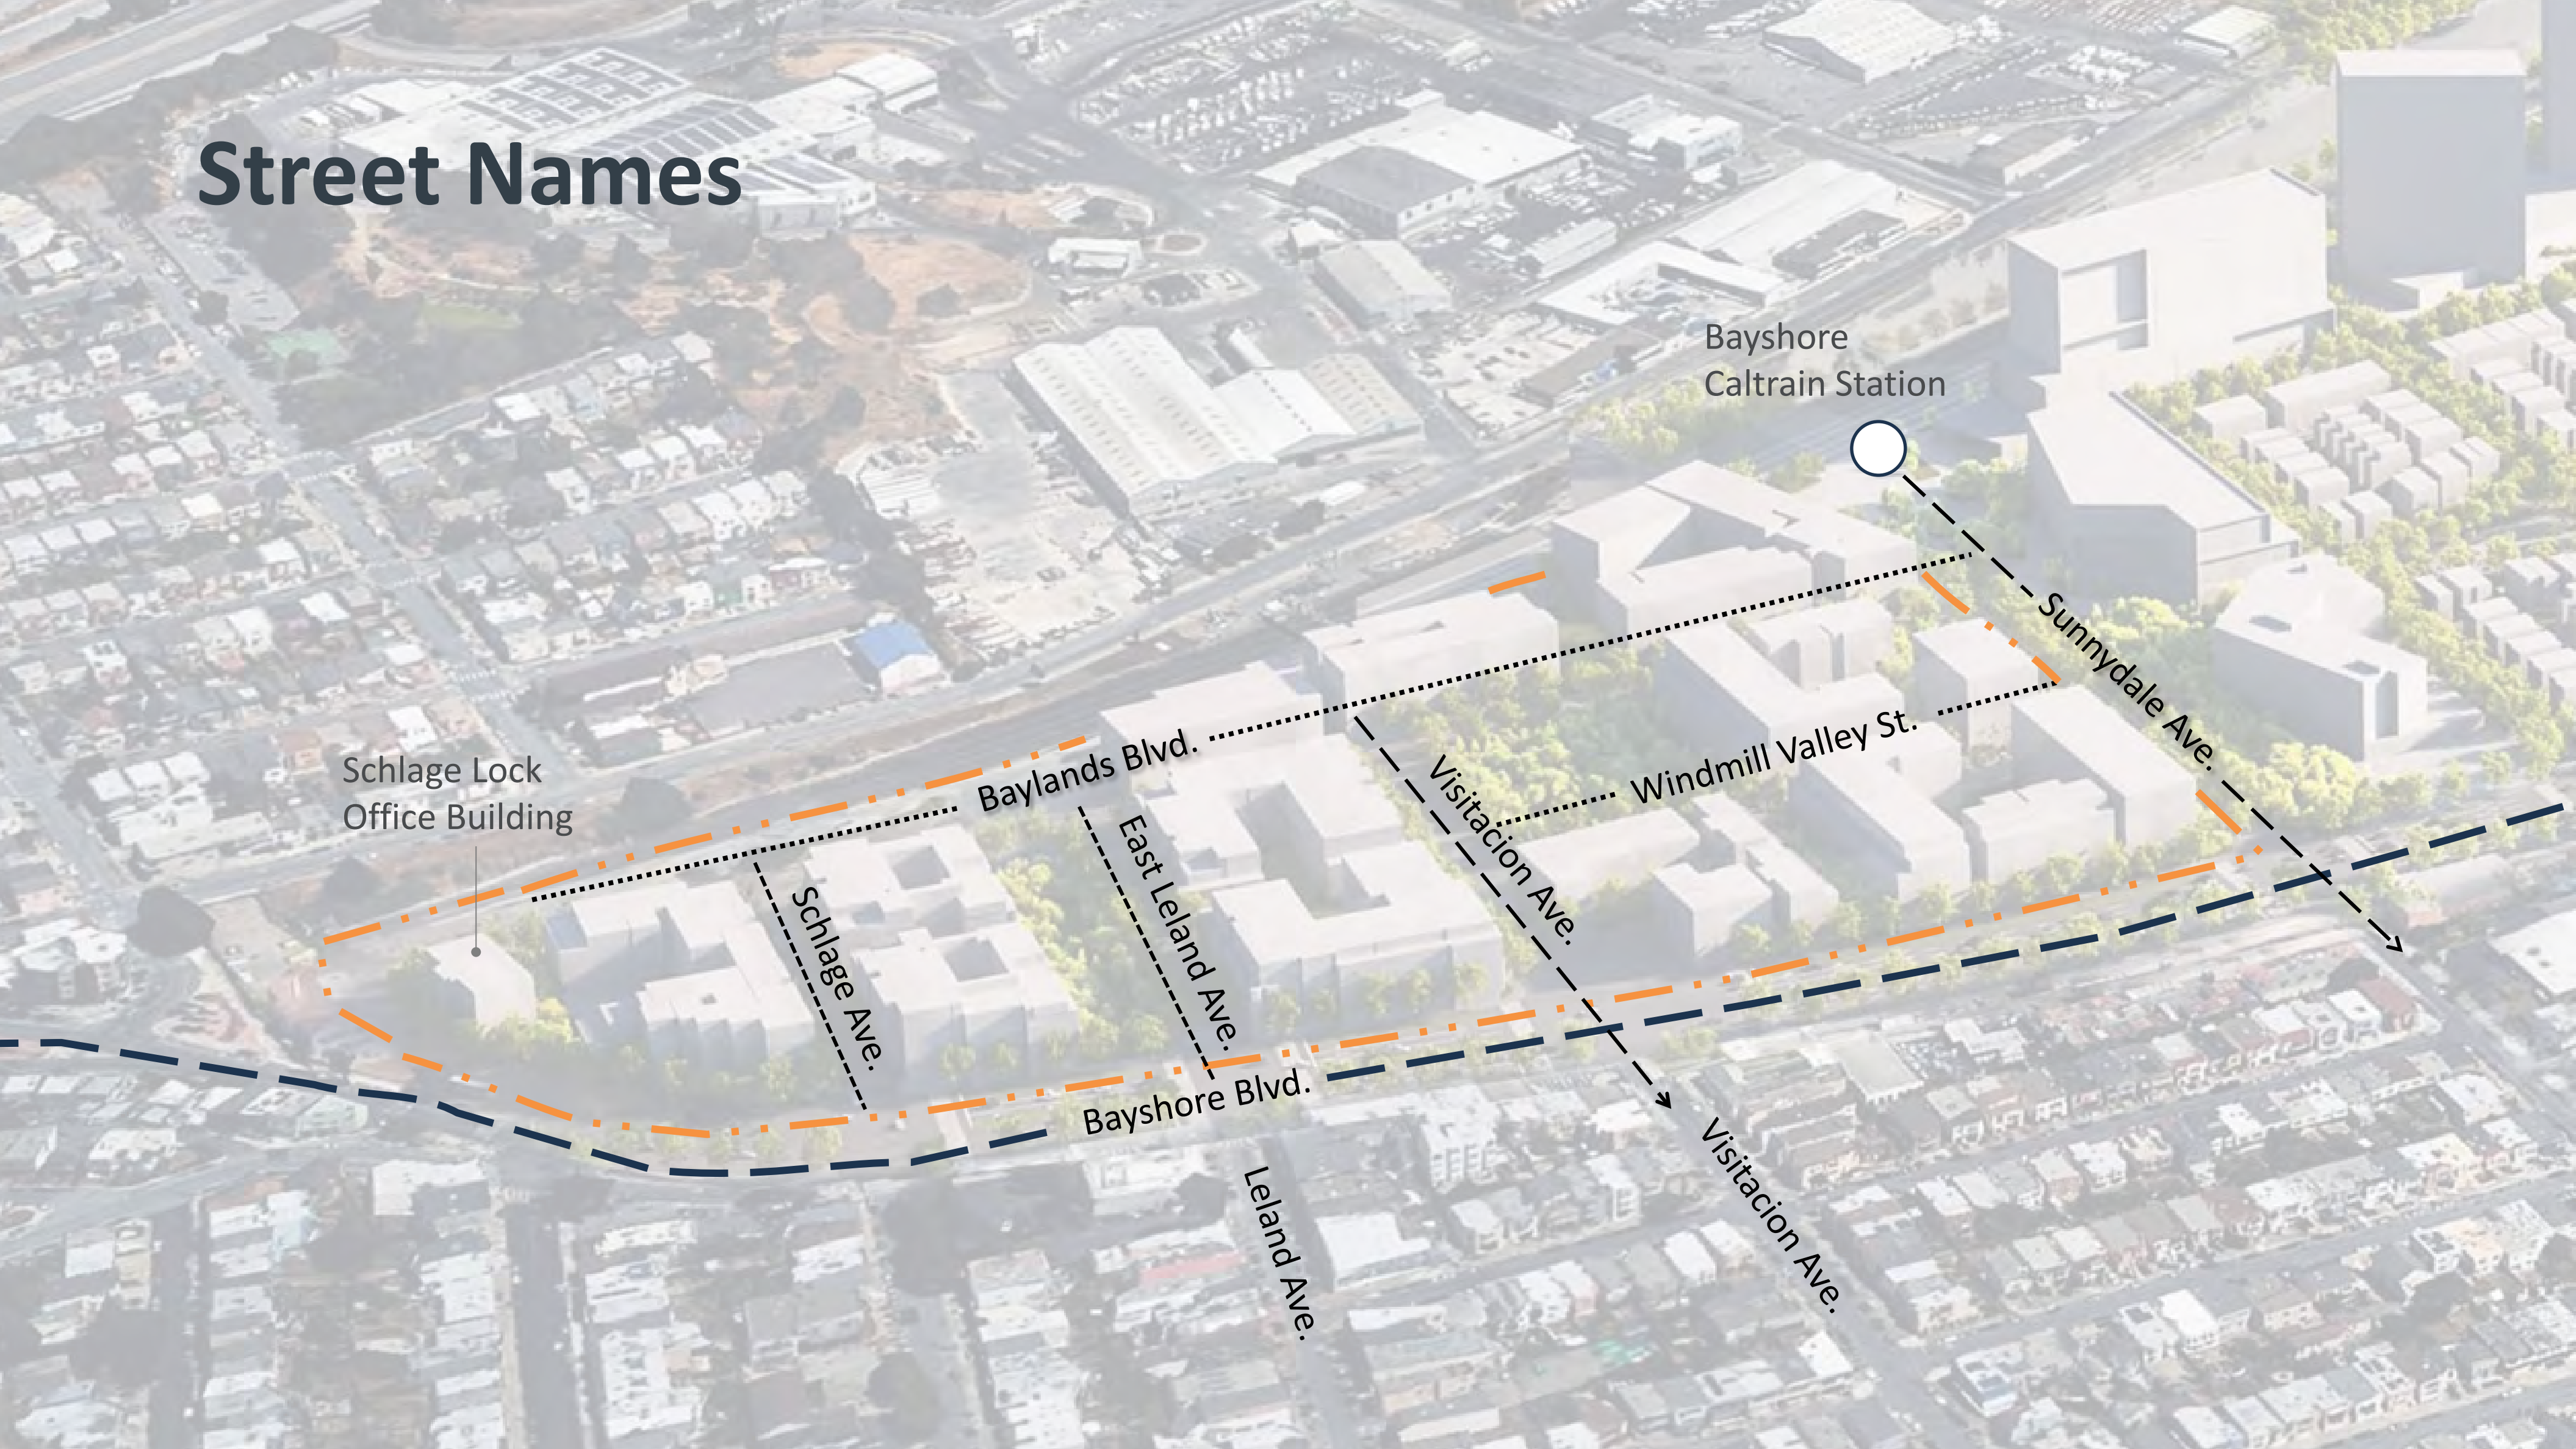 Street Names
Bayshore
Caltrain Station
Sunnydale Ave.
Windmill Valley St.
Baylands Blvd.
Visitacion Ave.
Schlage Lock
Office Building
East Leland Ave.
Schlage Ave.
Bayshore Blvd.
Leland Ave.
Visitacion Ave.